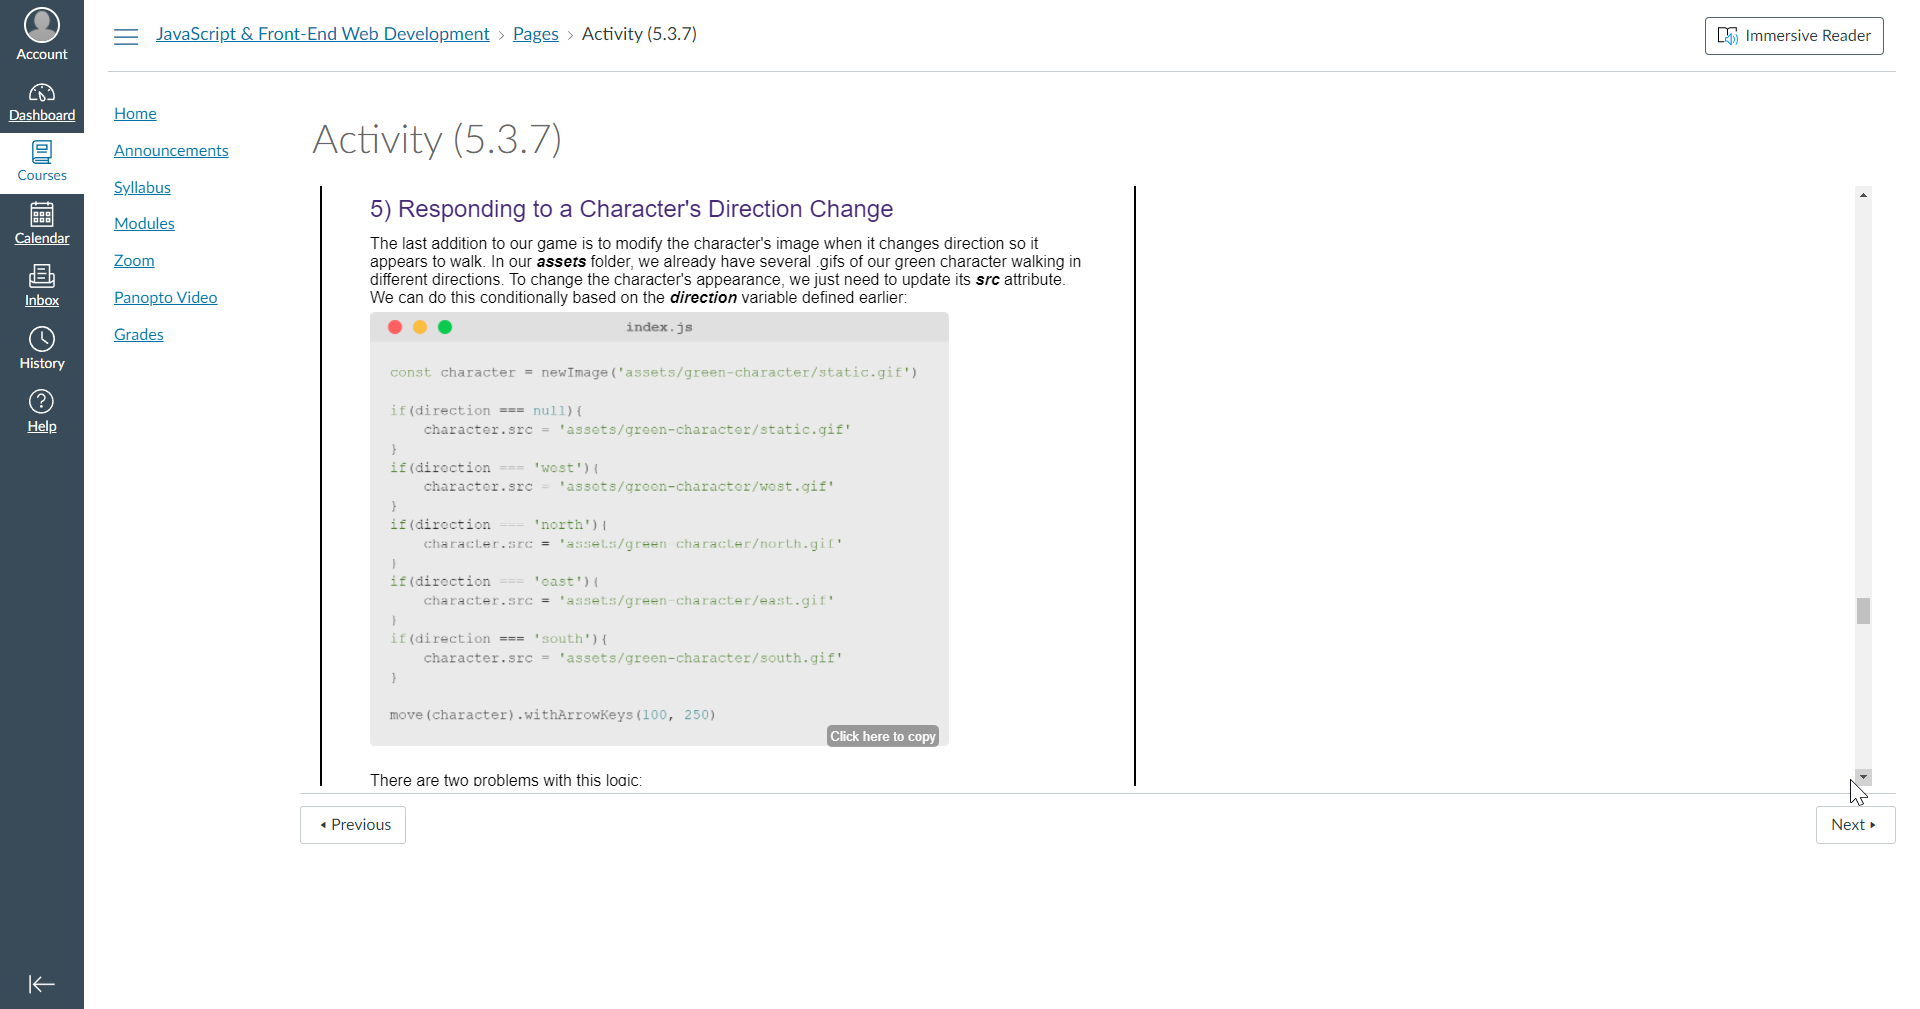 Account
Dashboard
Courses
Calendar
Inbox
History
Help
JavaScript & Front-End Web Development › Pages › Activity (5.3.7)
Immersive Reader
Home
Announcements
Syllabus
Modules
Zoom
Panopto Video
Grades
Activity (5.3.7)
5) Responding to a Character's Direction Change
The last addition to our game is to modify the character's image when it changes direction so it
appears to walk. In our assets folder, we already have several .gifs of our green character walking in
different directions. To change the character's appearance, we just need to update its src attribute.
We can do this conditionally based on the direction variable defined earlier:
index.js
const character = newImage('assets/green-character/static.gif')
if(direction === null){
character.src = 'assets/green-character/static.gif'
}
if(direction === 'west'){
character.src = 'assets/green-character/west.gif'
}
if(direction === 'north'){
character.src = 'assets/green-character/north.gif'
}
if(direction === 'east'){
character.src = 'assets/green-character/east.gif'
}
if(direction === 'south'){
character.src = 'assets/green-character/south.gif'
}
move(character).withArrowKeys(100, 250)
Click here to copy
There are two problems with this logic:
Previous
Next